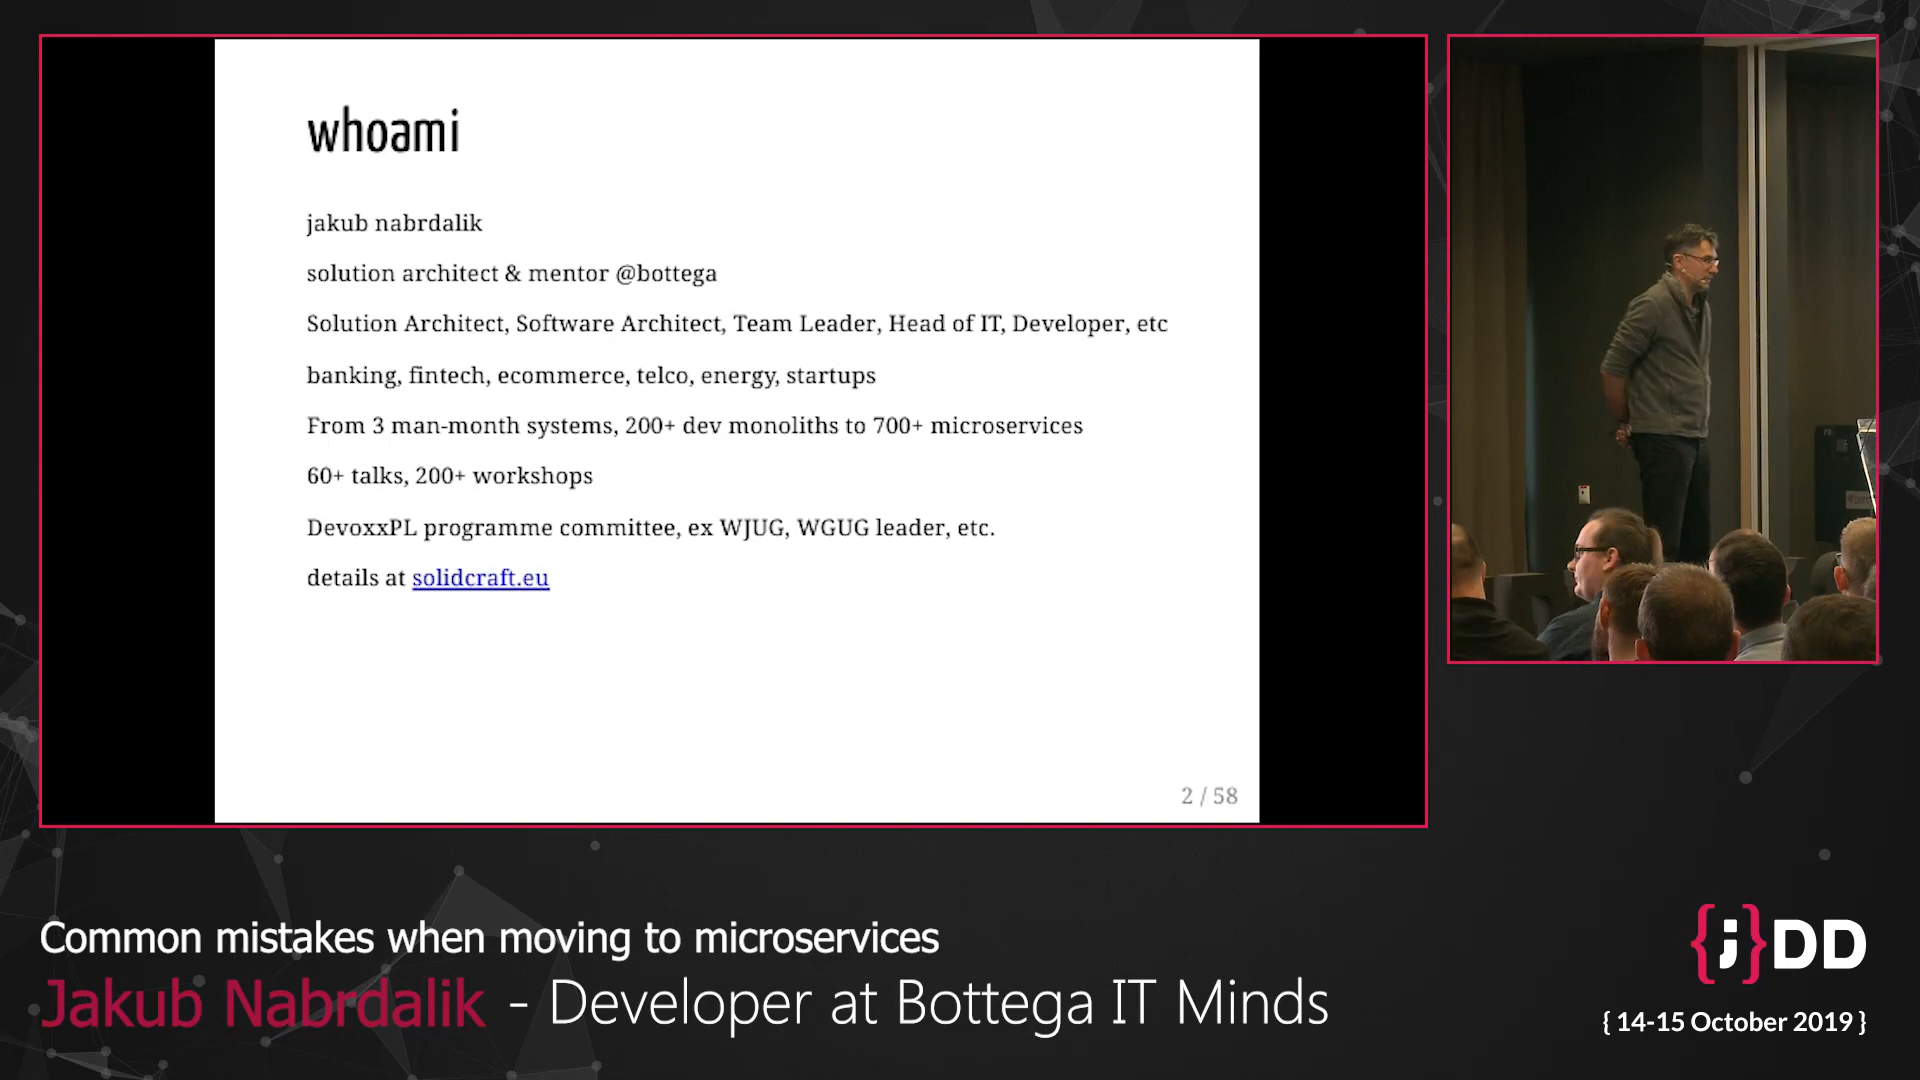 whoami
jakub nabrdalik
solution architect & mentor @bottega
Solution Architect, Software Architect, Team Leader, Head of IT, Developer, etc
banking, fintech, ecommerce, telco, energy, startups
From 3 man-month systems, 200+ dev monoliths to 700+ microservices
60+ talks, 200+ workshops
DevoxxPL programme committee, ex WJUG, WGUG leader, etc.
details at solidcraft.eu
2 / 58
Common mistakes when moving to microservices
Jakub Nabrdalik - Developer at Bottega IT Minds
{;}DD
{ 14-15 October 2019 }